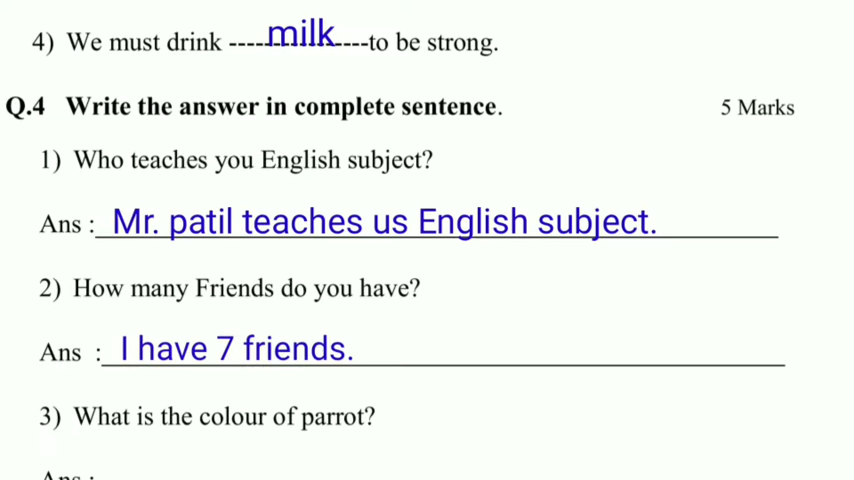 4) We must drink -----milk-----to be strong.
Q.4 Write the answer in complete sentence. 5 Marks
1) Who teaches you English subject?
Ans : Mr. patil teaches us English subject.
2) How many Friends do you have?
Ans : I have 7 friends.
3) What is the colour of parrot?
Ans :